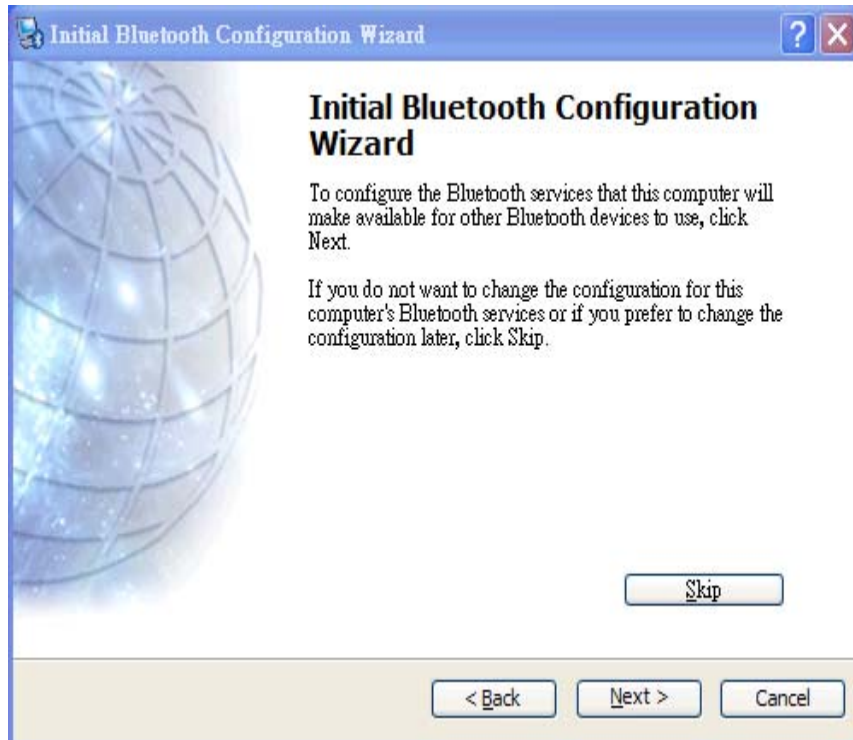 Initial Bluetooth Configuration Wizard
?
Initial Bluetooth Configuration
Wizard
To configure the Bluetooth services that this computer will
make available for other Bluetooth devices to use, click
Next.
If you do not want to change the configuration for this
computer's Bluetooth services or if you prefer to change the
configuration later, click Skip.
Skip
< Back Next > Cancel